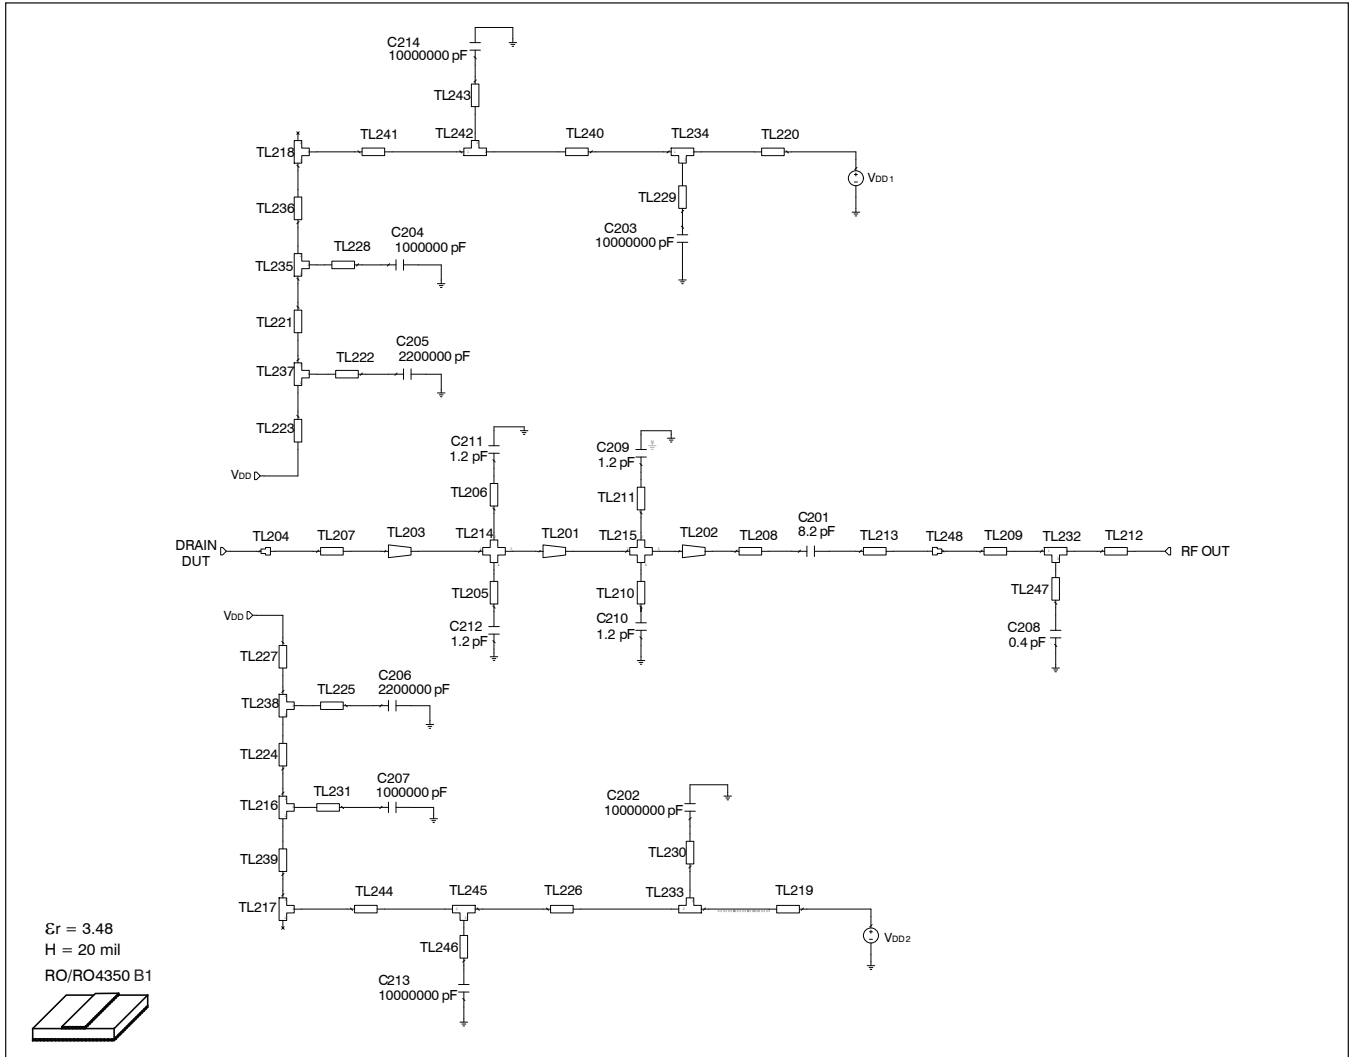 C214
10000000 pF
TL243
TL218
TL241
TL242
TL240
TL234
TL220
VDD1
TL236
TL229
C203
10000000 pF
C204
1000000 pF
TL228
TL235
TL221
C205
2200000 pF
TL222
TL237
TL223
VDD
C211
1.2 pF
C209
1.2 pF
TL206
TL211
DRAIN
DUT
TL204
TL207
TL203
TL214
TL201
TL215
TL202
TL208
C201
8.2 pF
TL213
TL248
TL209
TL232
TL212
RF OUT
TL205
TL210
TL247
C212
1.2 pF
C210
1.2 pF
C208
0.4 pF
VDD
TL227
TL238
TL225
C206
2200000 pF
TL224
TL216
TL231
C207
1000000 pF
C202
10000000 pF
TL239
TL230
TL217
TL244
TL245
TL226
TL233
TL219
VDD2
TL246
C213
10000000 pF
Ɛr = 3.48
H = 20 mil
RO/RO4350 B1